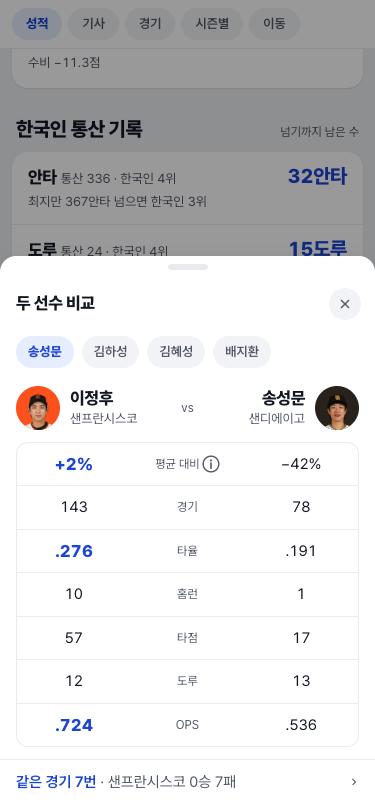 성적 기사 경기 시즌별 이동
수비 −11.3점
한국인 통산 기록 넘기까지 남은 수
안타 통산 336 · 한국인 4위 32안타
최지만 367안타 넘으면 한국인 3위
도루 통산 24 · 한국인 4위 15도루
두 선수 비교
송성문 김하성 김혜성 배지환
이정후 vs 송성문
샌프란시스코 샌디에이고
+2% 평균 대비 −42%
143 경기 78
.276 타율 .191
10 홈런 1
57 타점 17
12 도루 13
.724 OPS .536
같은 경기 7번 · 샌프란시스코 0승 7패